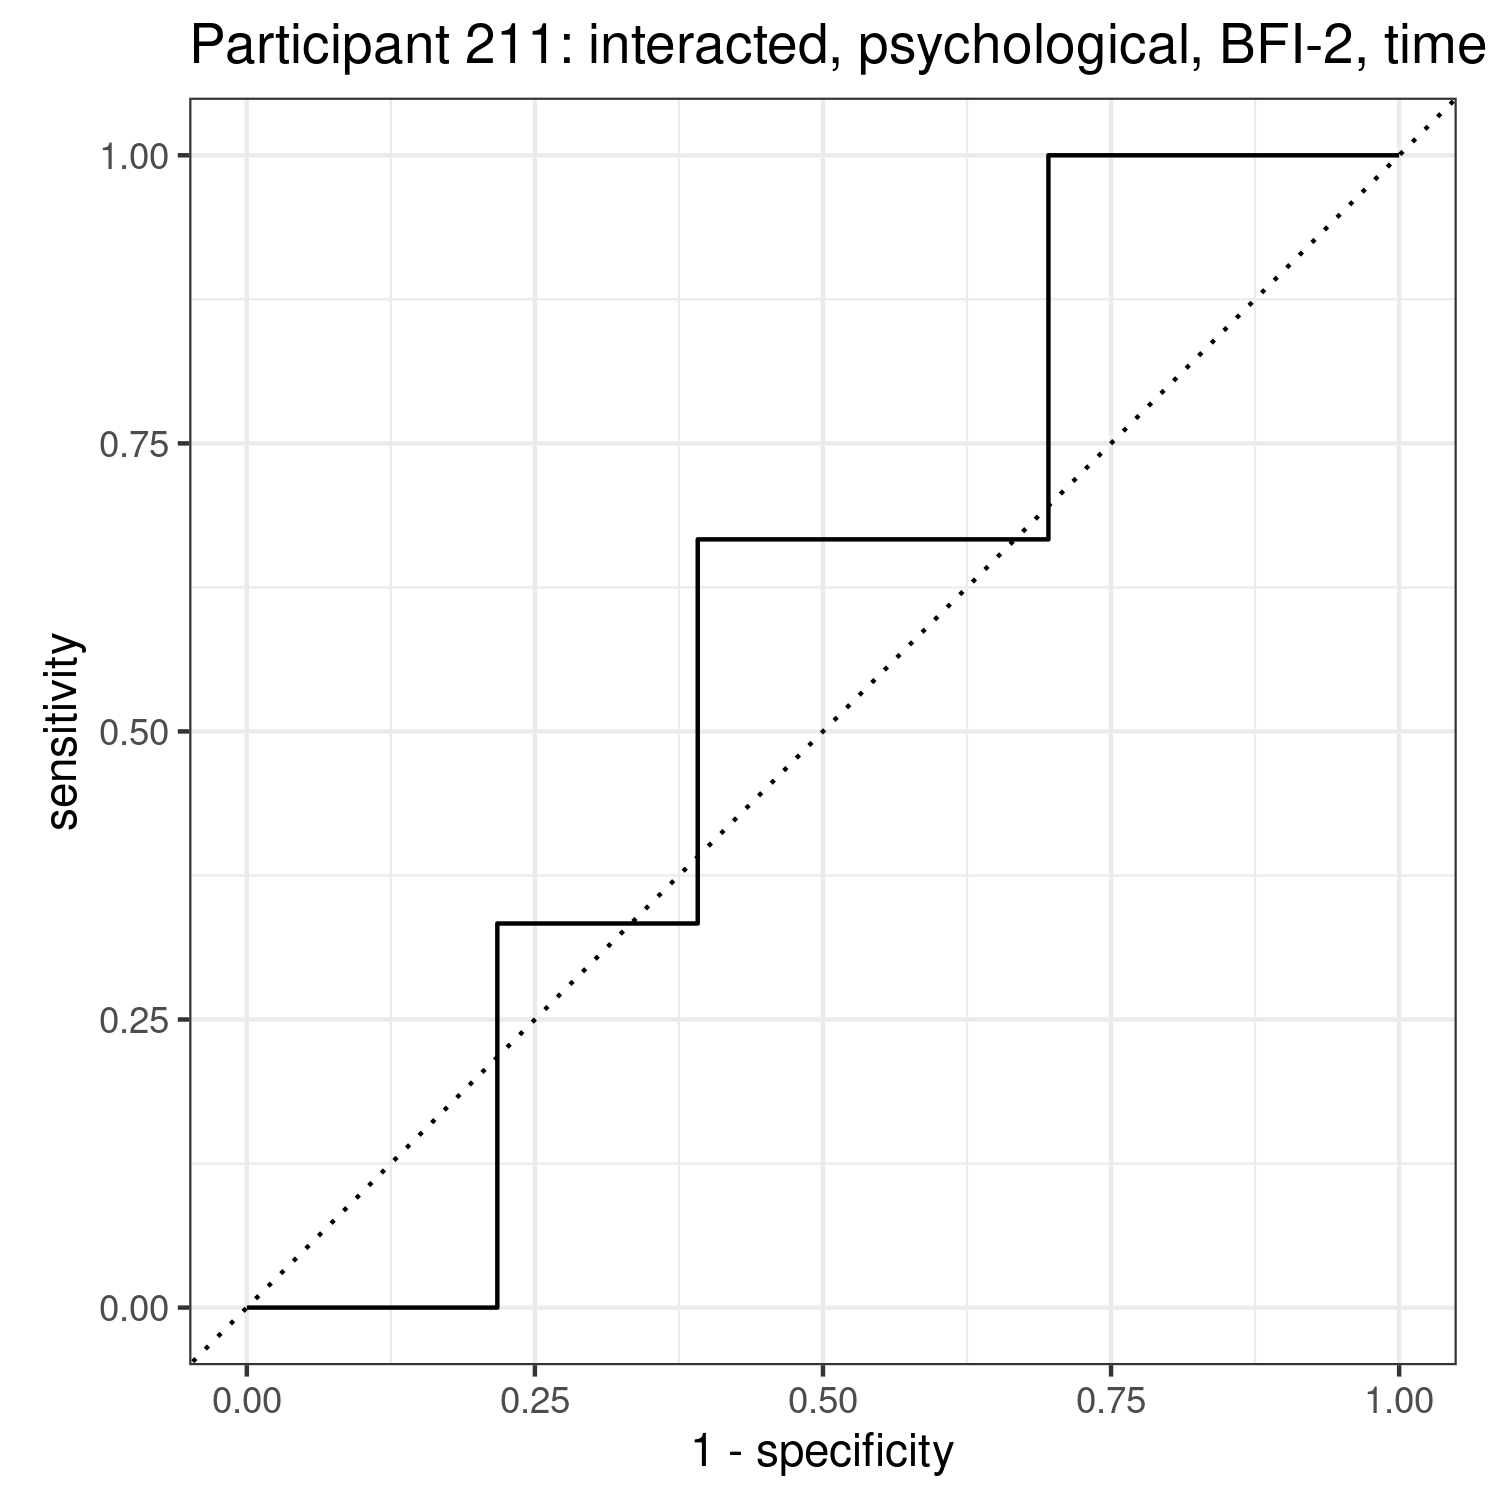 Participant 211: interacted, psychological, BFI-2, time
1.00
0.75
0.50
0.25
0.00
sensitivity
0.00 0.25 0.50 0.75 1.00
1 - specificity